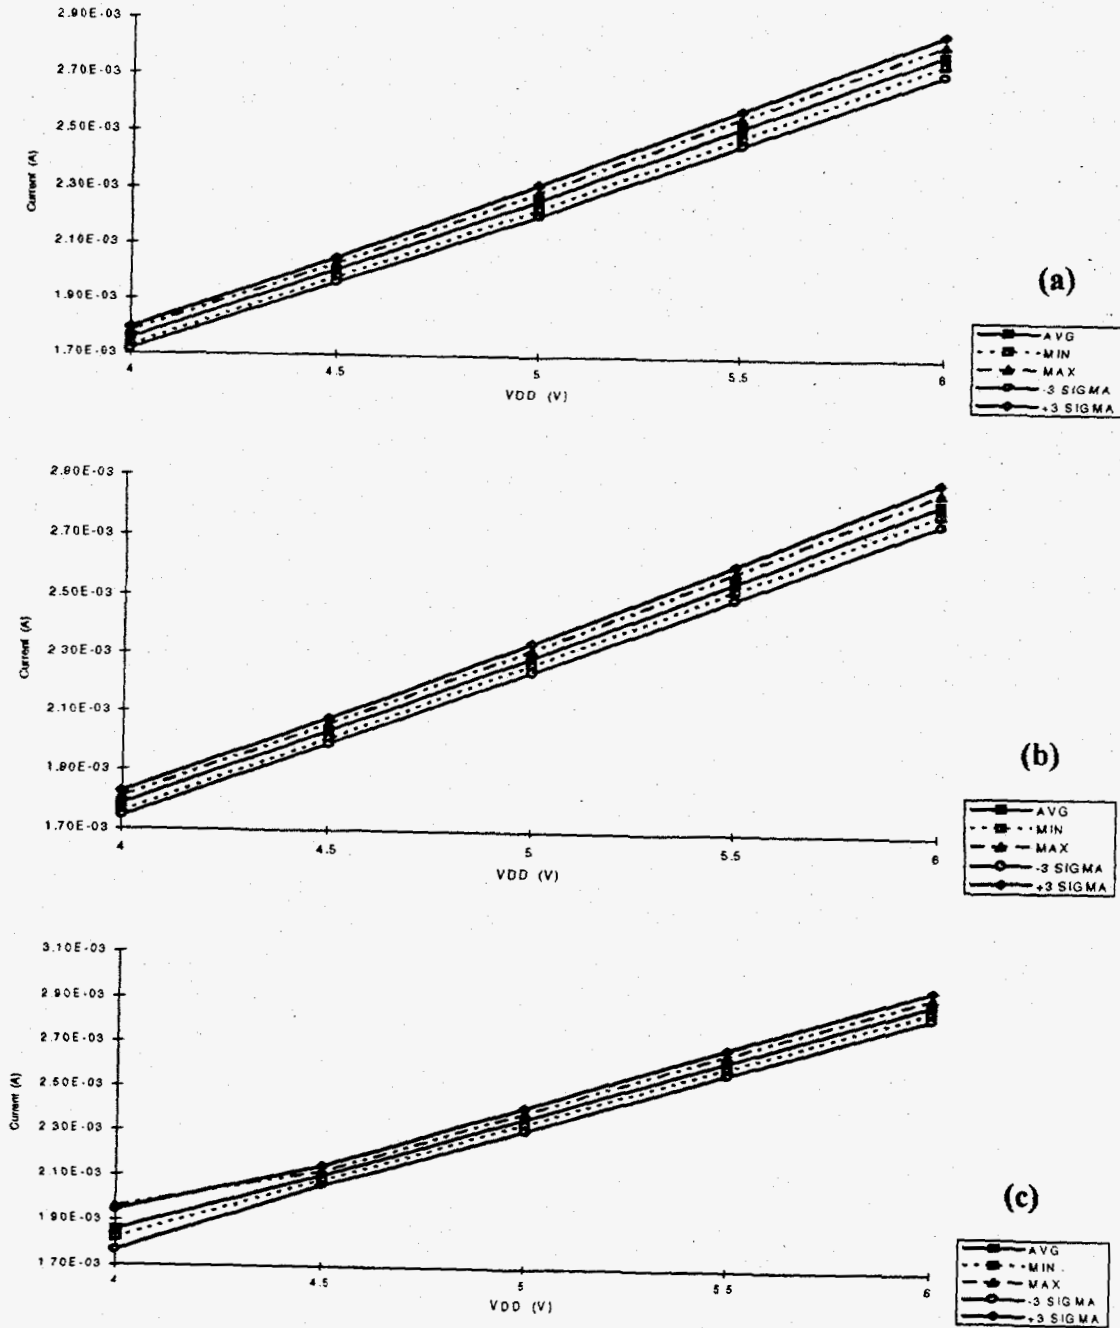 2.90E-03
2.70E-03
2.50E-03
2.30E-03
2.10E-03
1.90E-03
1.70E-03
Current (A)
4 4.5 5 5.5 6
VDD (V)
(a)
AVG
MIN
MAX
-3 SIGMA
+3 SIGMA
2.90E-03
2.70E-03
2.50E-03
2.30E-03
2.10E-03
1.90E-03
1.70E-03
Current (A)
4 4.5 5 5.5 6
VDD (V)
(b)
AVG
MIN
MAX
-3 SIGMA
+3 SIGMA
3.10E-03
2.90E-03
2.70E-03
2.50E-03
2.30E-03
2.10E-03
1.90E-03
1.70E-03
Current (A)
4 4.5 5 5.5 6
VDD (V)
(c)
AVG
MIN
MAX
-3 SIGMA
+3 SIGMA